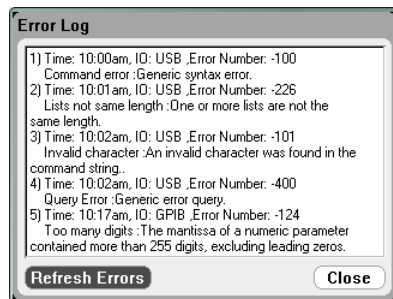 Error Log
1) Time: 10:00am, IO: USB ,Error Number: -100
Command error :Generic syntax error.
2) Time: 10:01am, IO: USB ,Error Number: -226
Lists not same length :One or more lists are not the
same length.
3) Time: 10:02am, IO: USB ,Error Number: -101
Invalid character :An invalid character was found in the
command string..
4) Time: 10:02am, IO: USB ,Error Number: -400
Query Error :Generic error query.
5) Time: 10:17am, IO: GPIB ,Error Number: -124
Too many digits :The mantissa of a numeric parameter
contained more than 255 digits, excluding leading zeros.
Refresh Errors Close